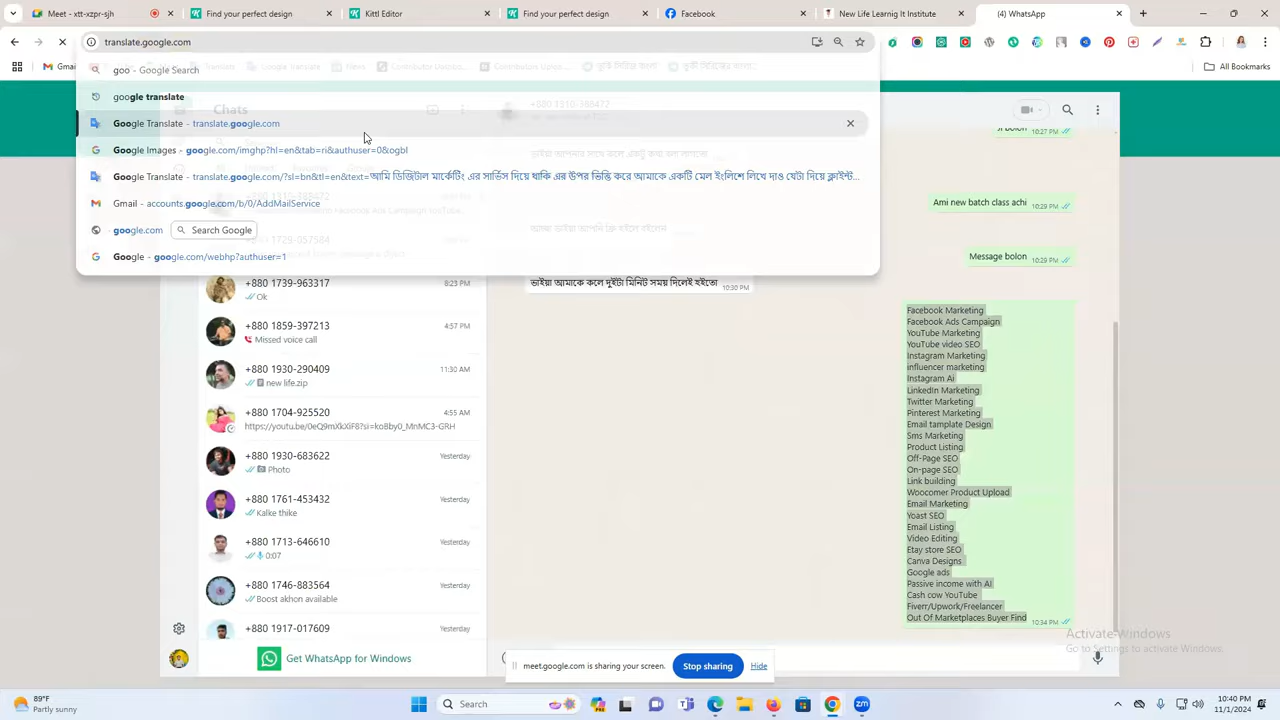 Meet - xxt-xzpr-sjh
Find your perfect design
Kittl Editor
Find your perfect design
Facebook
New Life Learnig It Institute
(4) WhatsApp
translate.google.com
Gmail
All Bookmarks
goo - Google Search
google translate
Google Translate - translate.google.com
Google Images - google.com/imghp?hl=en&tab=ri&authuser=0&ogbl
Google Translate - translate.google.com/?sl=bn&tl=en&text=আমি ডিজিটাল মার্কেটিং এর সার্ভিস দিয়ে থাকি এর উপর ভিত্তি করে আমাকে একটি মেল ইংলিশে লিখে দাও যেটা দিয়ে ক্লাইন্ট...
Gmail - accounts.google.com/b/0/AddMailService
google.com Search Google
Google - google.com/webhp?authuser=1
Chats
+880 1310-388472
10:27 PM
Ami new batch class achi 10:29 PM
Message bolon 10:29 PM
ভাইয়া আমাকে কলে দুইটা মিনিট সময় দিলেই হইতো 10:30 PM
+880 1729-057584
+880 1739-963317 8:23 PM
Ok
+880 1859-397213 4:57 PM
Missed voice call
+880 1930-290409 11:30 AM
new life.zip
+880 1704-925520 4:55 AM
https://youtu.be/0eQ9mXkXiF8?si=ko8by0_MnMC3-GRH
+880 1930-683622 Yesterday
Photo
+880 1761-453432 Yesterday
Kalke thike
+880 1713-646610 Yesterday
0:07
+880 1746-883564 Yesterday
Boost aktion available
+880 1917-017609 Yesterday
Facebook Marketing
Facebook Ads Campaign
YouTube Marketing
YouTube video SEO
Instagram Marketing
influencer marketing
Instagram Ai
LinkedIn Marketing
Twitter Marketing
Pinterest Marketing
Email tamplate Design
Sms Marketing
Product Listing
Off-Page SEO
On-page SEO
Link building
Woocomer Product Upload
Email Marketing
Yoast SEO
Email Listing
Video Editing
Etay store SEO
Canva Designs
Google ads
Passive income with AI
Cash cow YouTube
Fiverr/Upwork/Freelancer
Out Of Marketplaces Buyer Find 10:34 PM
Activate Windows
Go to Settings to activate Windows.
Get WhatsApp for Windows
meet.google.com is sharing your screen. Stop sharing Hide
89°F
Partly sunny
Search
10:40 PM
11/1/2024